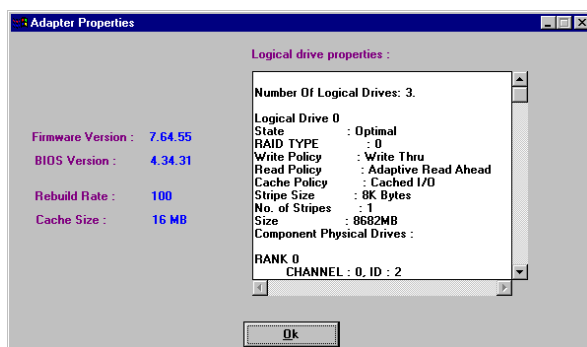 Adapter Properties
Logical drive properties :
Number Of Logical Drives: 3.
Logical Drive 0
State : Optimal
RAID TYPE : 0
Write Policy : Write Thru
Read Policy : Adaptive Read Ahead
Cache Policy : Cached I/O
Stripe Size : 8K Bytes
No. of Stripes : 1
Size : 8682MB
Component Physical Drives :
RANK 0
CHANNEL : 0, ID : 2
Firmware Version : 7.64.55
BIOS Version : 4.34.31
Rebuild Rate : 100
Cache Size : 16 MB
Ok